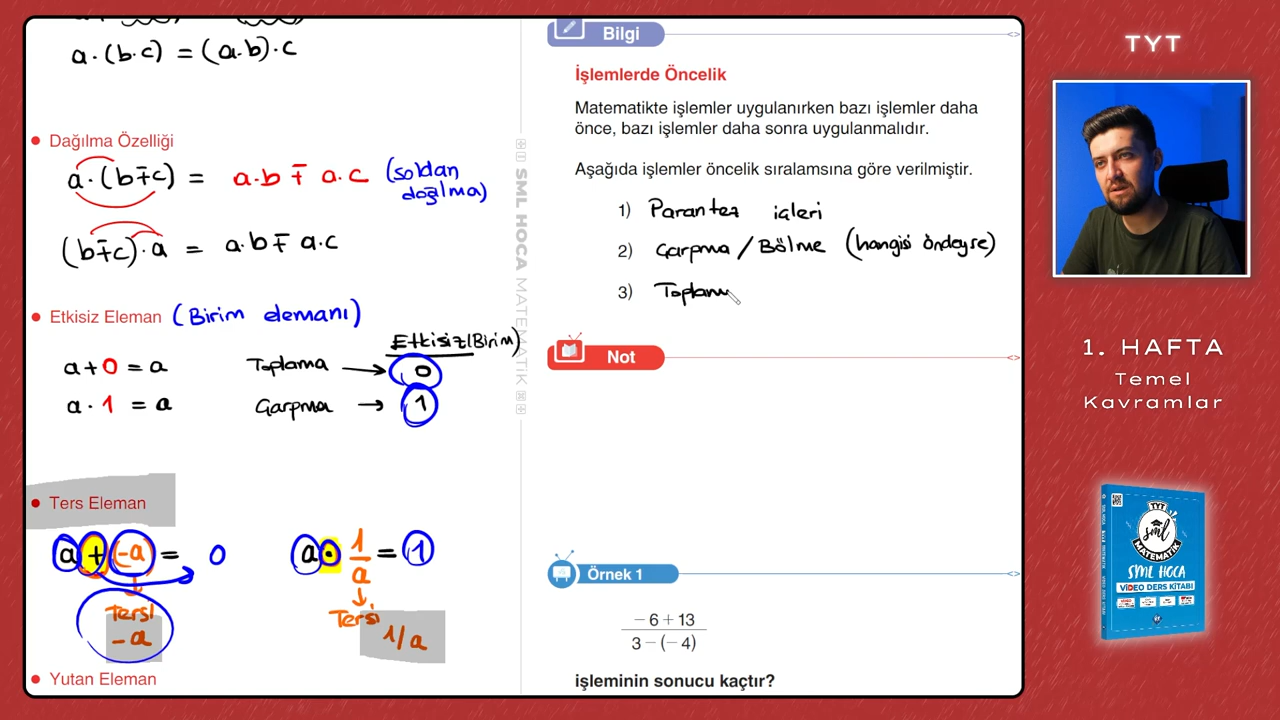 a·(b·c) = (a·b)·c
• Dağılma Özelliği
a·(b∓c) = a·b ∓ a·c (soldan dağılma)
(b∓c)·a = a·b ∓ a·c
• Etkisiz Eleman (Birim elemanı)
Etkisiz (Birim)
a+0 = a Toplama → 0
a·1 = a Çarpma → 1
• Ters Eleman
a + (-a) = 0
Tersi
-a
a · 1/a = 1
Tersi
1/a
• Yutan Eleman
SML HOCA MATEMATİK
Bilgi
İşlemlerde Öncelik
Matematikte işlemler uygulanırken bazı işlemler daha
önce, bazı işlemler daha sonra uygulanmalıdır.
Aşağıda işlemler öncelik sıralamsına göre verilmiştir.
1) Parantez içleri
2) Çarpma / Bölme (hangisi öndeyse)
3) Toplam
Not
Örnek 1
−6+13
3−(−4)
işleminin sonucu kaçtır?
TYT
1. HAFTA
Temel
Kavramlar
TYT
sml
MATEMATİK
SML HOCA
VİDEO DERS KİTABI